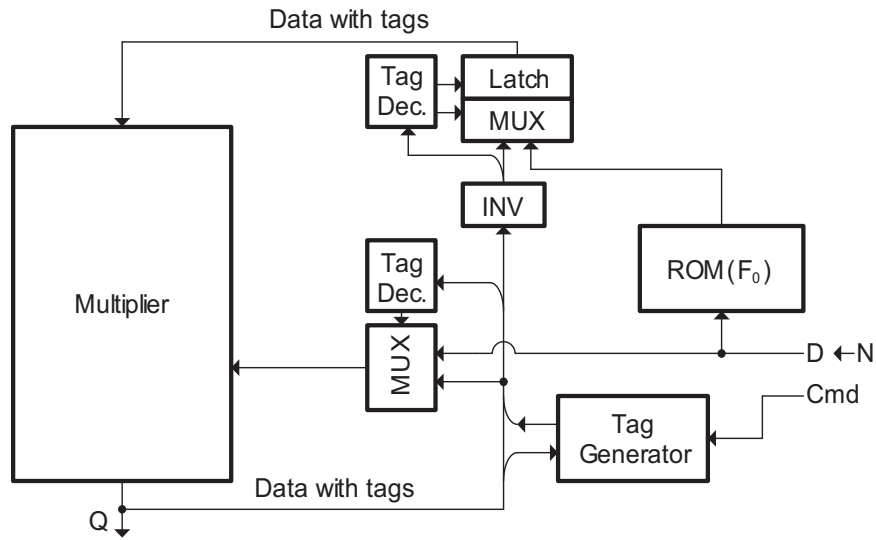 Data with tags
Tag
Dec.
Latch
MUX
INV
ROM(F0)
Tag
Dec.
Multiplier
MUX
D
N
Cmd
Tag
Generator
Data with tags
Q